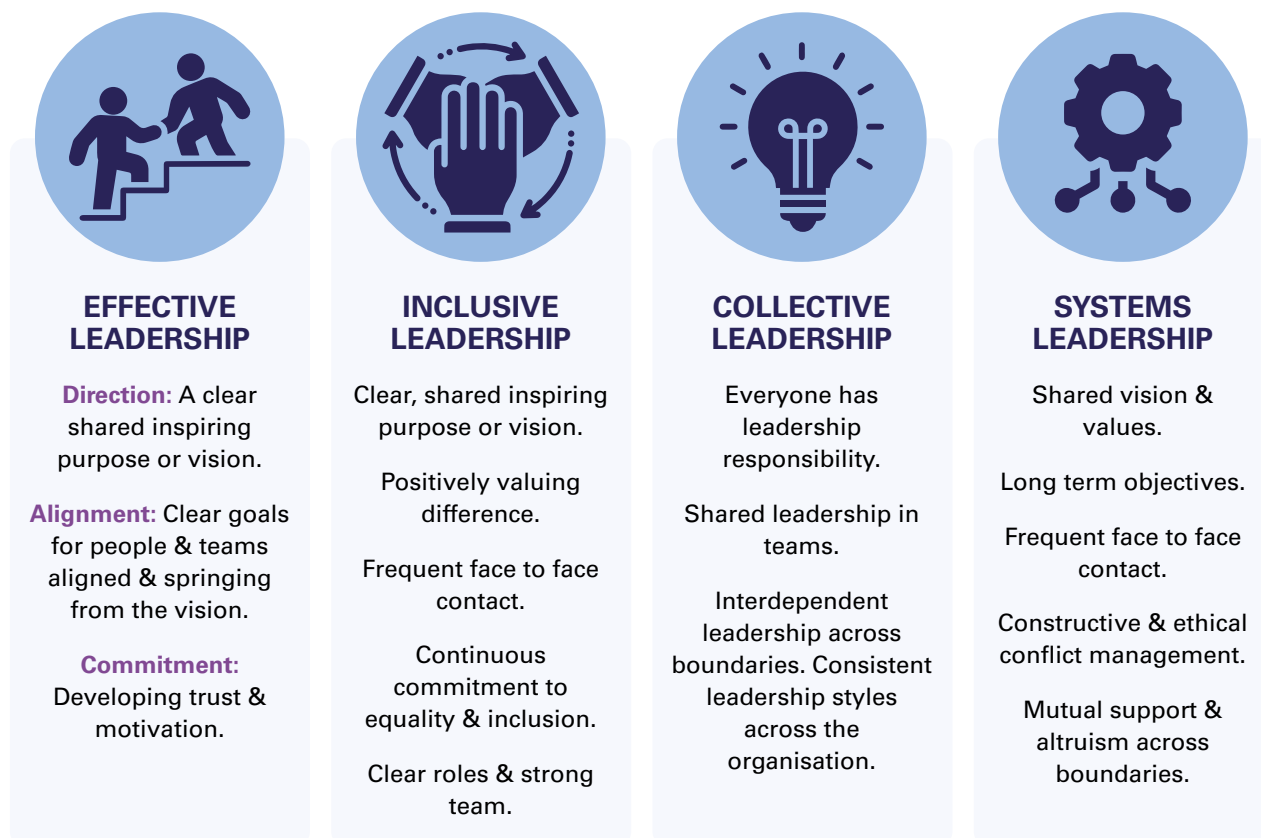 EFFECTIVE
LEADERSHIP
Direction: A clear
shared inspiring
purpose or vision.
Alignment: Clear goals
for people & teams
aligned & springing
from the vision.
Commitment:
Developing trust &
motivation.
INCLUSIVE
LEADERSHIP
Clear, shared inspiring
purpose or vision.
Positively valuing
difference.
Frequent face to face
contact.
Continuous
commitment to
equality & inclusion.
Clear roles & strong
team.
COLLECTIVE
LEADERSHIP
Everyone has
leadership
responsibility.
Shared leadership in
teams.
Interdependent
leadership across
boundaries. Consistent
leadership styles
across the
organisation.
SYSTEMS
LEADERSHIP
Shared vision &
values.
Long term objectives.
Frequent face to face
contact.
Constructive & ethical
conflict management.
Mutual support &
altruism across
boundaries.